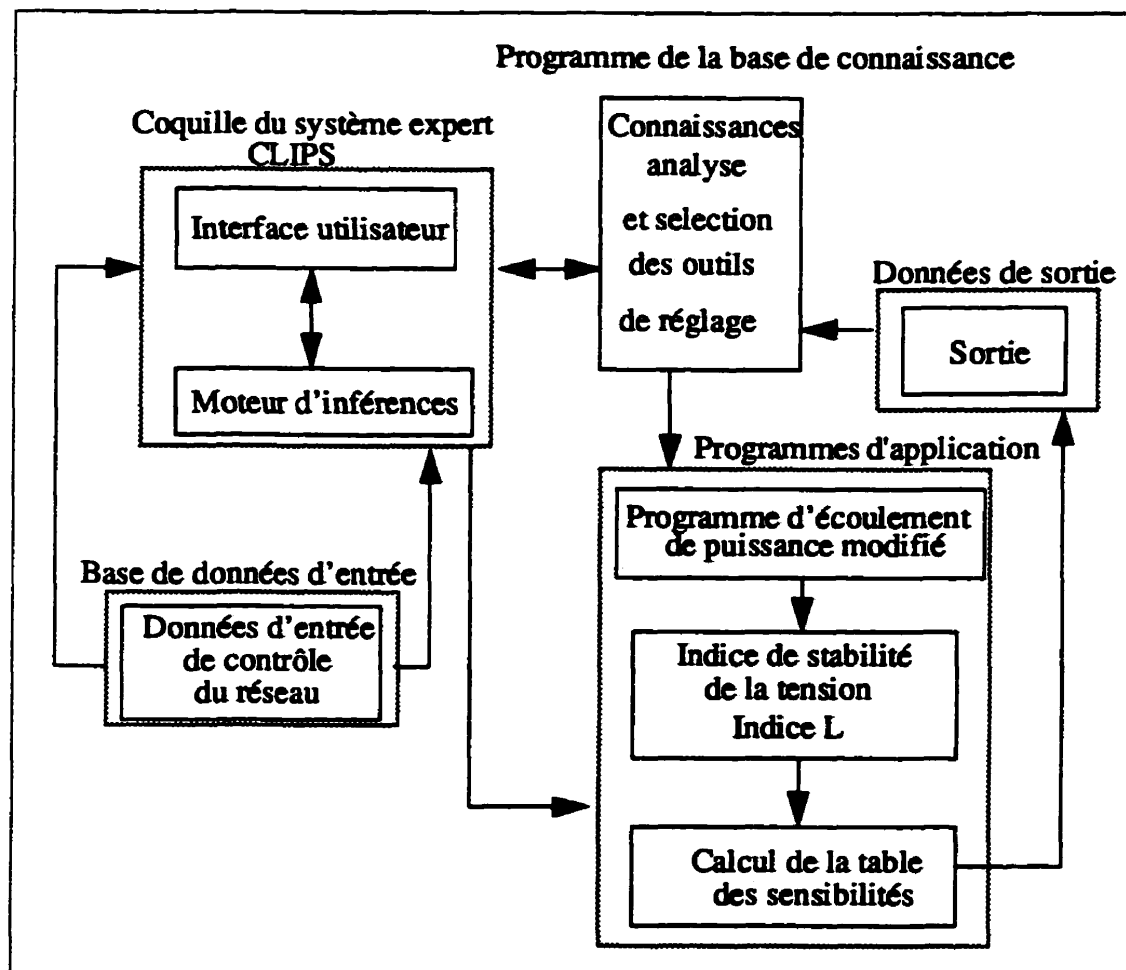 Programme de la base de connaissance
Coquille du système expert
CLIPS
Interface utilisateur
Moteur d'inférences
Connaissances
analyse
et selection
des outils
de réglage
Données de sortie
Sortie
Programmes d'application
Programme d'écoulement
de puissance modifié
Indice de stabilité
de la tension
Indice L
Calcul de la table
des sensibilités
Base de données d'entrée
Données d'entrée
de contrôle
du réseau